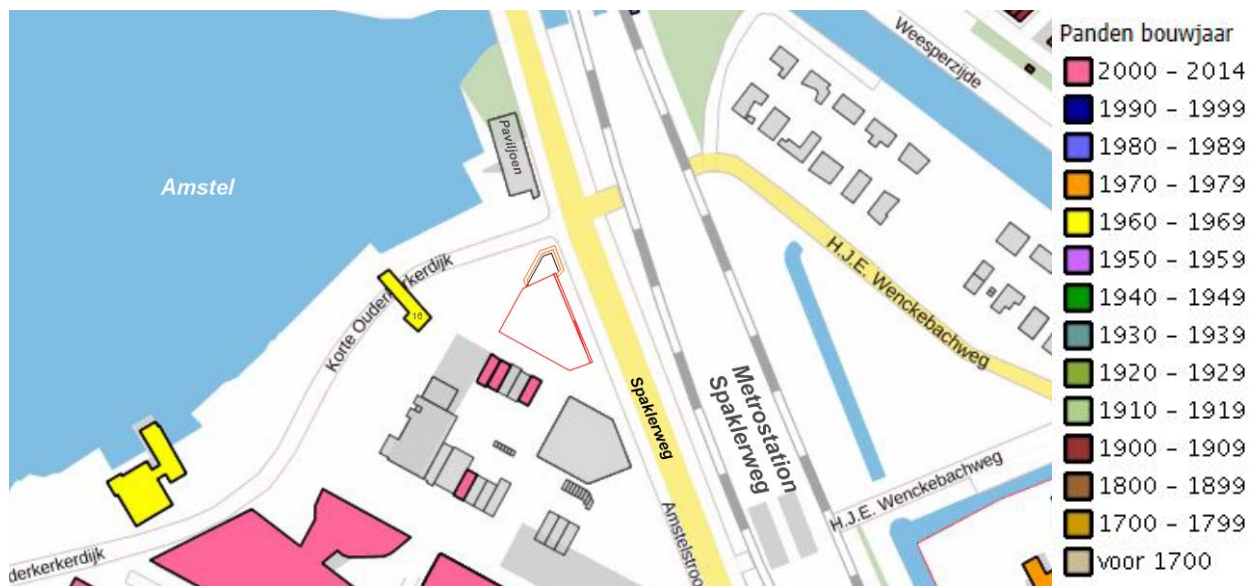 Amstel
Paviljoen
Weesperzijde
Korte Ouderkerkerdijk
16
H.J.E. Wenckebachweg
Spaklerweg
Metrostation
Spaklerweg
H.J.E. Wenckebachweg
Amstelstroo
derkerkerdijk
Panden bouwjaar
2000 - 2014
1990 - 1999
1980 - 1989
1970 - 1979
1960 - 1969
1950 - 1959
1940 - 1949
1930 - 1939
1920 - 1929
1910 - 1919
1900 - 1909
1800 - 1899
1700 - 1799
voor 1700